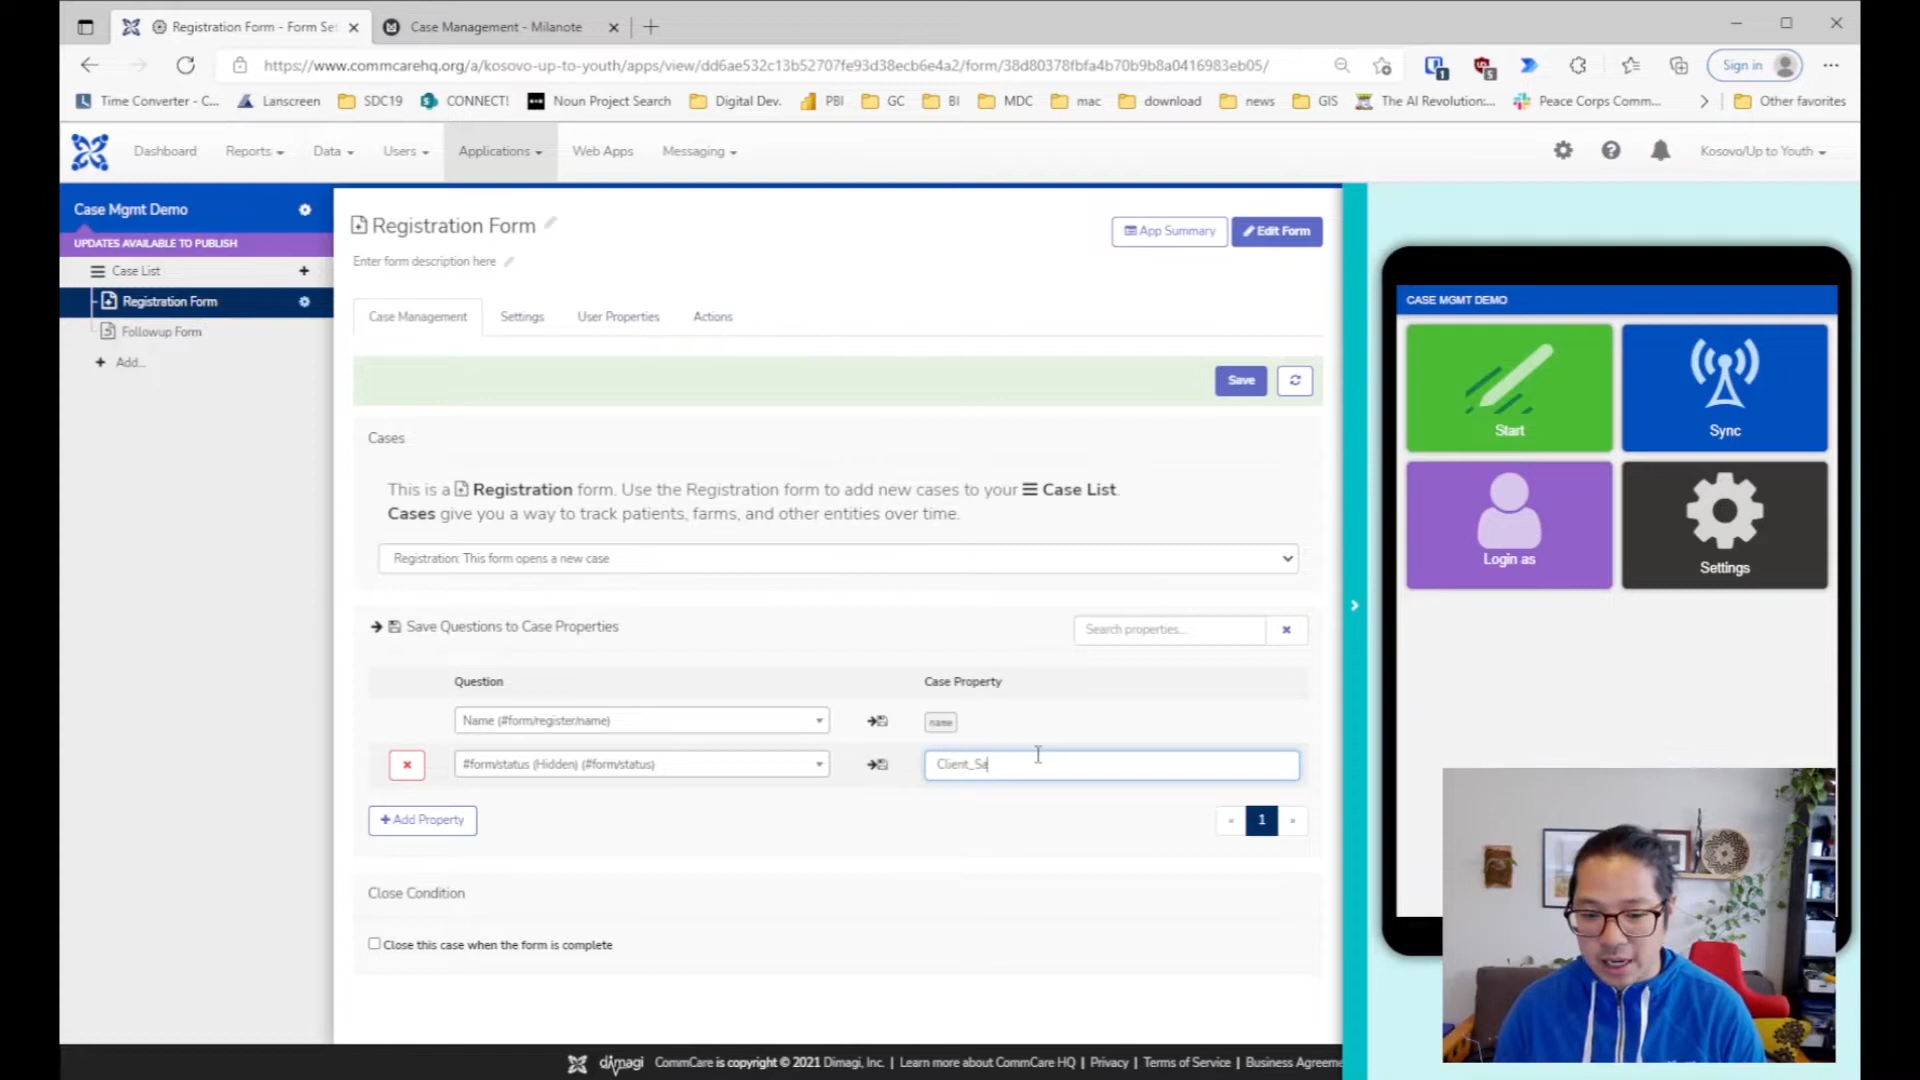 Registration Form - Form Se
Case Management - Milanote
https://www.commcarehq.org/a/kosovo-up-to-youth/apps/view/dd6ae532c13b52707fe93d38ecb6e4a2/form/38d80378fbfa4b70b9b8a0416983eb05/
Sign in
Time Converter - C...
Lanscreen
SDC19
CONNECT!
Noun Project Search
Digital Dev.
PBI
GC
BI
MDC
mac
download
news
GIS
The AI Revolution:...
Peace Corps Comm...
Other favorites
Dashboard
Reports
Data
Users
Applications
Web Apps
Messaging
Kosovo/Up to Youth
Case Mgmt Demo
UPDATES AVAILABLE TO PUBLISH
Case List
Registration Form
Followup Form
Add...
Registration Form
App Summary
Edit Form
Enter form description here
Case Management
Settings
User Properties
Actions
Save
Cases
This is a Registration form. Use the Registration form to add new cases to your Case List.
Cases give you a way to track patients, farms, and other entities over time.
Registration: This form opens a new case
Save Questions to Case Properties
Search properties...
Question
Case Property
Name (#form/register/name)
name
#form/status (Hidden) (#form/status)
Client_Sa
Add Property
« 1 »
Close Condition
Close this case when the form is complete
dimagi
CommCare is copyright © 2021 Dimagi, Inc. | Learn more about CommCare HQ | Privacy | Terms of Service | Business Agreeme
CASE MGMT DEMO
Start
Sync
Login as
Settings